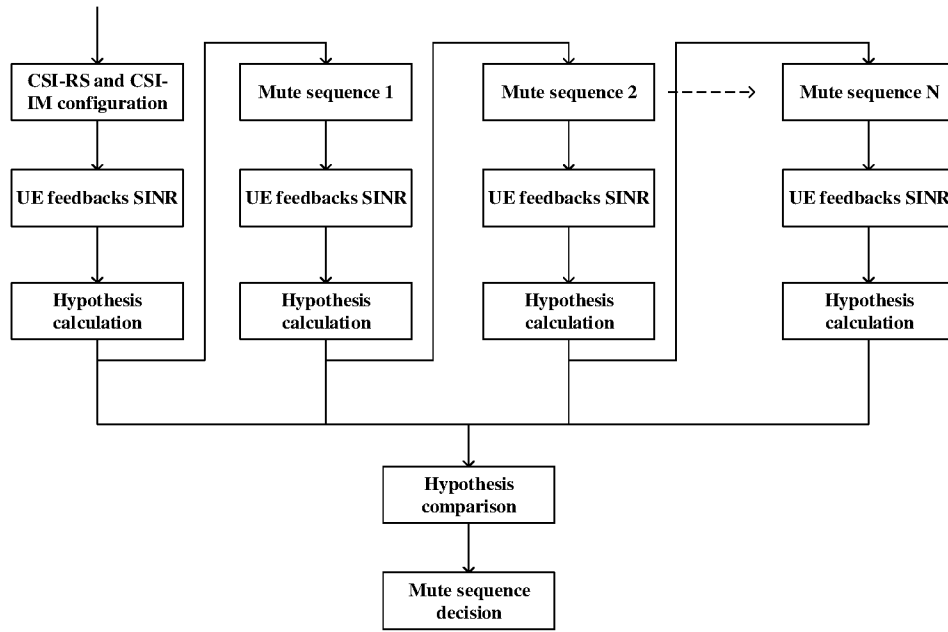 CSI-RS and CSI-
IM configuration
Mute sequence 1
Mute sequence 2
Mute sequence N
UE feedbacks SINR
UE feedbacks SINR
UE feedbacks SINR
UE feedbacks SINR
Hypothesis
calculation
Hypothesis
calculation
Hypothesis
calculation
Hypothesis
calculation
Hypothesis
comparison
Mute sequence
decision